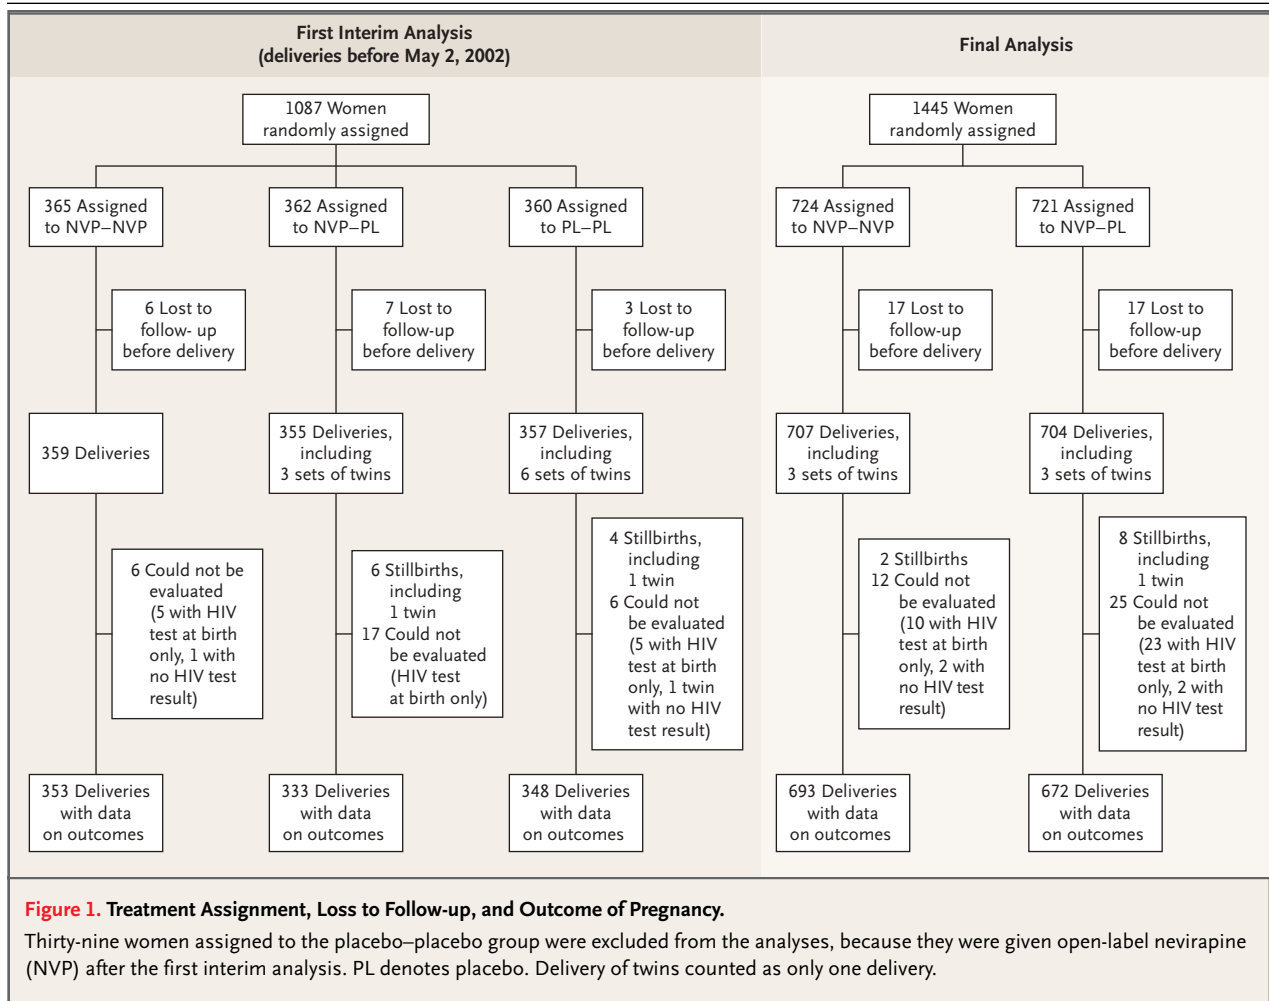 First Interim Analysis
(deliveries before May 2, 2002)
Final Analysis
1087 Women
randomly assigned
1445 Women
randomly assigned
365 Assigned
to NVP–NVP
362 Assigned
to NVP–PL
360 Assigned
to PL–PL
724 Assigned
to NVP–NVP
721 Assigned
to NVP–PL
6 Lost to
follow- up
before delivery
7 Lost to
follow-up
before delivery
3 Lost to
follow-up
before delivery
17 Lost to
follow-up
before delivery
17 Lost to
follow-up
before delivery
359 Deliveries
355 Deliveries,
including
3 sets of twins
357 Deliveries,
including
6 sets of twins
707 Deliveries,
including
3 sets of twins
704 Deliveries,
including
3 sets of twins
6 Could not be
evaluated
(5 with HIV
test at birth
only, 1 with
no HIV test
result)
6 Stillbirths,
including
1 twin
17 Could not
be evaluated
(HIV test
at birth only)
4 Stillbirths,
including
1 twin
6 Could not
be evaluated
(5 with HIV
test at birth
only, 1 twin
with no HIV
test result)
2 Stillbirths
12 Could not
be evaluated
(10 with HIV
test at birth
only, 2 with
no HIV test
result)
8 Stillbirths,
including
1 twin
25 Could not
be evaluated
(23 with HIV
test at birth
only, 2 with
no HIV test
result)
353 Deliveries
with data
on outcomes
333 Deliveries
with data
on outcomes
348 Deliveries
with data
on outcomes
693 Deliveries
with data
on outcomes
672 Deliveries
with data
on outcomes
Figure 1. Treatment Assignment, Loss to Follow-up, and Outcome of Pregnancy.
Thirty-nine women assigned to the placebo–placebo group were excluded from the analyses, because they were given open-label nevirapine
(NVP) after the first interim analysis. PL denotes placebo. Delivery of twins counted as only one delivery.